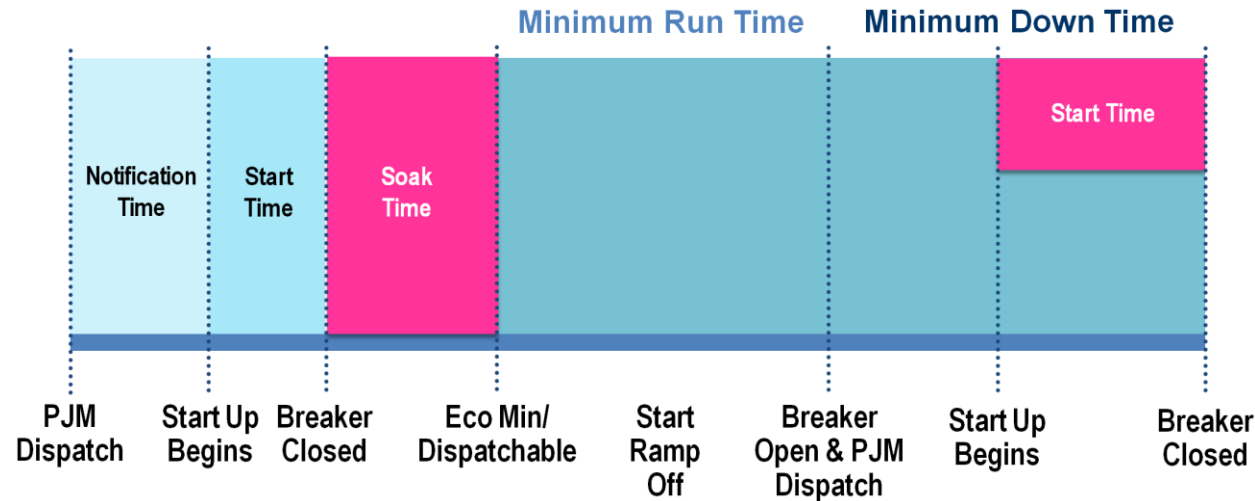 Minimum Run Time
Minimum Down Time
Notification
Time
Start
Time
Soak
Time
Start Time
PJM
Dispatch
Start Up
Begins
Breaker
Closed
Eco Min/
Dispatchable
Start
Ramp
Off
Breaker
Open & PJM
Dispatch
Start Up
Begins
Breaker
Closed